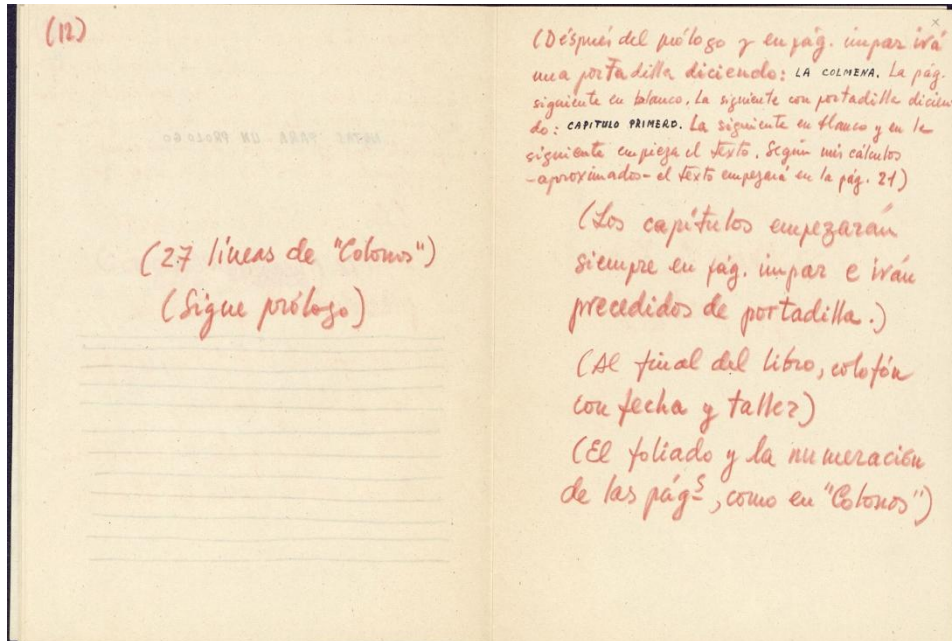 (12)
(27 líneas de "Colonos")
(Sigue prólogo)
(Después del prólogo y en pág. impar irá
una portadilla diciendo: LA COLMENA. La pág.
siguiente en blanco. La siguiente con portadilla dicien
do: CAPITULO PRIMERO. La siguiente en blanco y en la
siguiente empieza el texto. Según mis cálculos
-aproximados- el texto empezará en la pág. 21)
(Los capítulos empezarán
siempre en pág. impar e irán
precedidos de portadilla.)
(Al final del libro, colofón
con fecha y taller)
(El foliado y la numeración
de las págs, como en "Colonos")